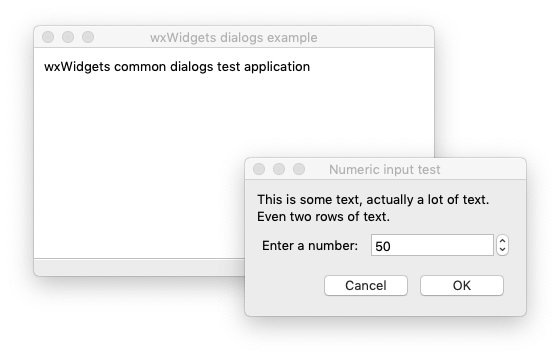 wxWidgets dialogs example
wxWidgets common dialogs test application
Numeric input test
This is some text, actually a lot of text.
Even two rows of text.
Enter a number: 50
Cancel OK